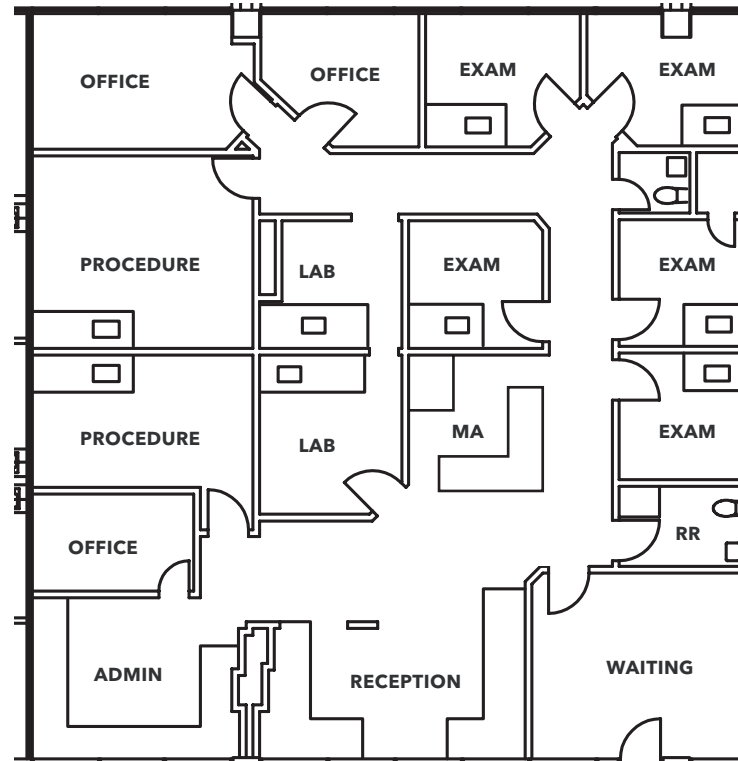 OFFICE
OFFICE
EXAM
EXAM
PROCEDURE
LAB
EXAM
EXAM
PROCEDURE
LAB
MA
EXAM
OFFICE
RR
ADMIN
RECEPTION
WAITING